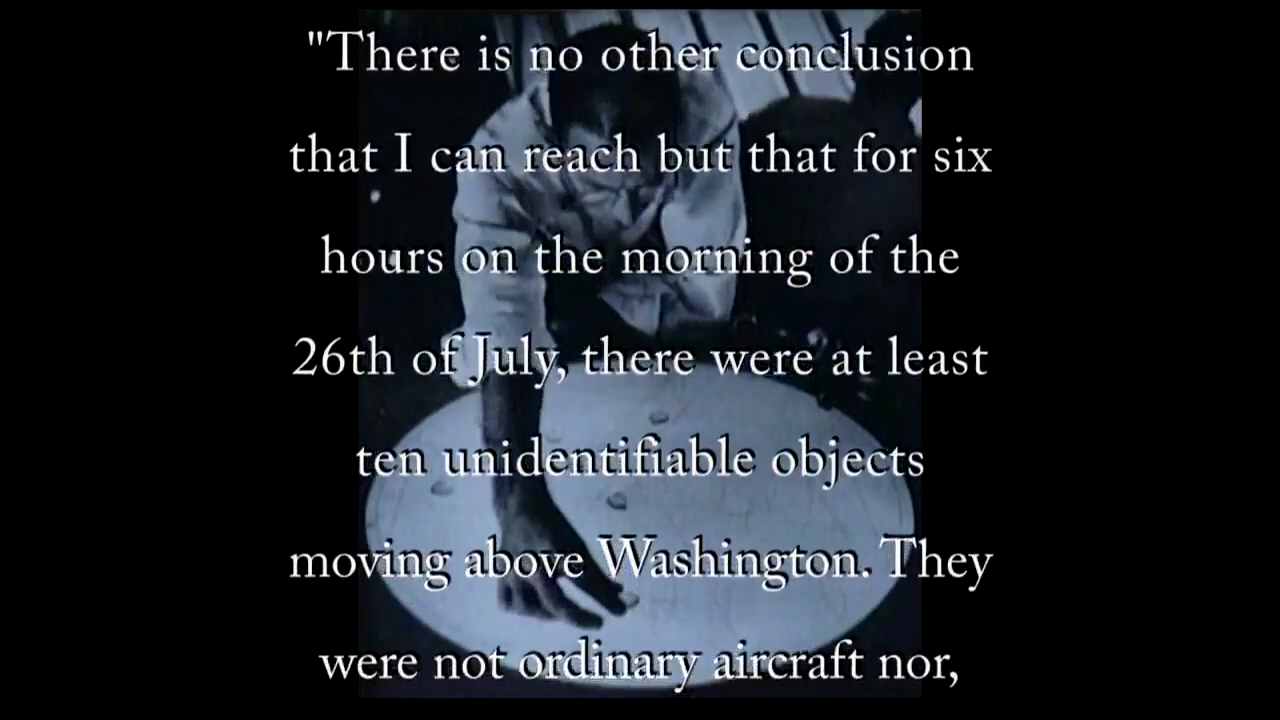 "There is no other conclusion
that I can reach but that for six
hours on the morning of the
26th of July, there were at least
ten unidentifiable objects
moving above Washington. They
were not ordinary aircraft nor,